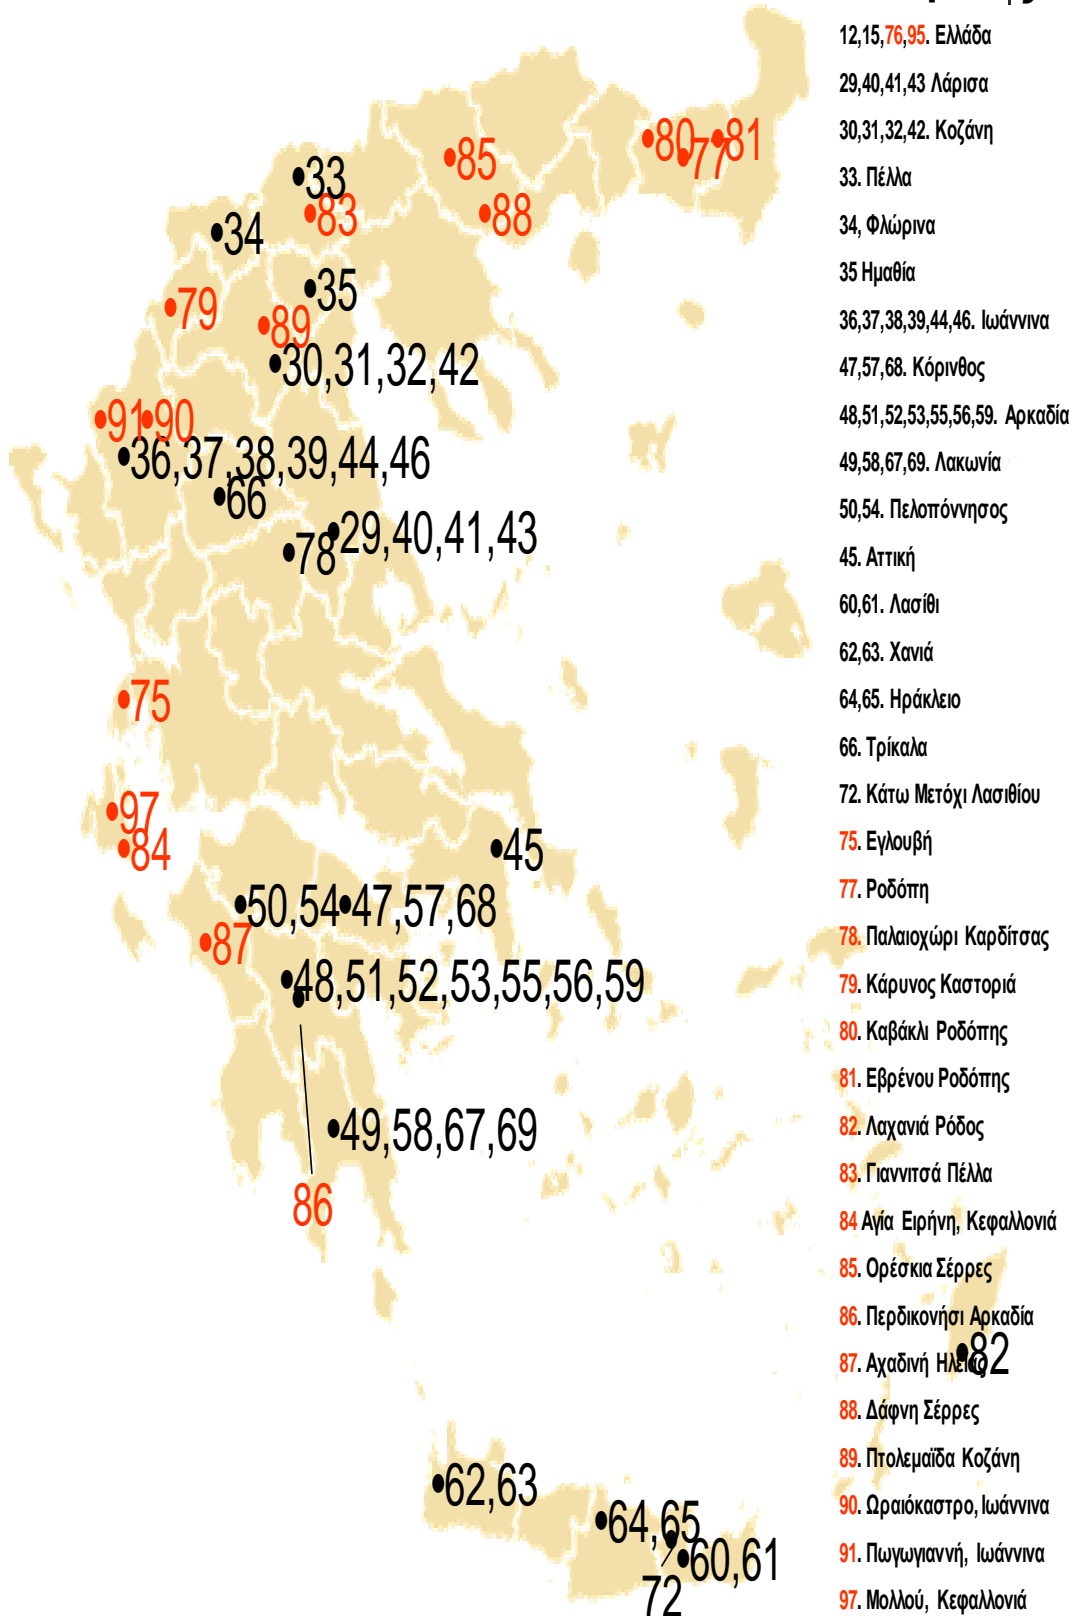 12,15,76,95. Ελλάδα
29,40,41,43 Λάρισα
30,31,32,42. Κοζάνη
33. Πέλλα
34, Φλώρινα
35 Ημαθία
36,37,38,39,44,46. Ιωάννινα
47,57,68. Κόρινθος
48,51,52,53,55,56,59. Αρκαδία
49,58,67,69. Λακωνία
50,54. Πελοπόννησος
45. Αττική
60,61. Λασίθι
62,63. Χανιά
64,65. Ηράκλειο
66. Τρίκαλα
72. Κάτω Μετόχι Λασιθίου
75. Εγλουβή
77. Ροδόπη
78. Παλαιοχώρι Καρδίτσας
79. Κάρυνος Καστοριά
80. Καβάκλι Ροδόπης
81. Εβρένου Ροδόπης
82. Λαχανιά Ρόδος
83. Γιαννιτσά Πέλλα
84 Αγία Ειρήνη, Κεφαλλονιά
85. Ορέσκια Σέρρες
86. Περδικονήσι Αρκαδία
87. Αχαδινή Ηλείας
88. Δάφνη Σέρρες
89. Πτολεμαΐδα Κοζάνη
90. Ωραιόκαστρο, Ιωάννινα
91. Πωγωγιαννή, Ιωάννινα
97. Μολλού, Κεφαλλονιά
80
81
77
85
33
83
88
34
35
79
89
30,31,32,42
91
90
36,37,38,39,44,46
66
29,40,41,43
78
75
97
84
45
50,54
47,57,68
87
48,51,52,53,55,56,59
49,58,67,69
86
82
62,63
64,65
60,61
72